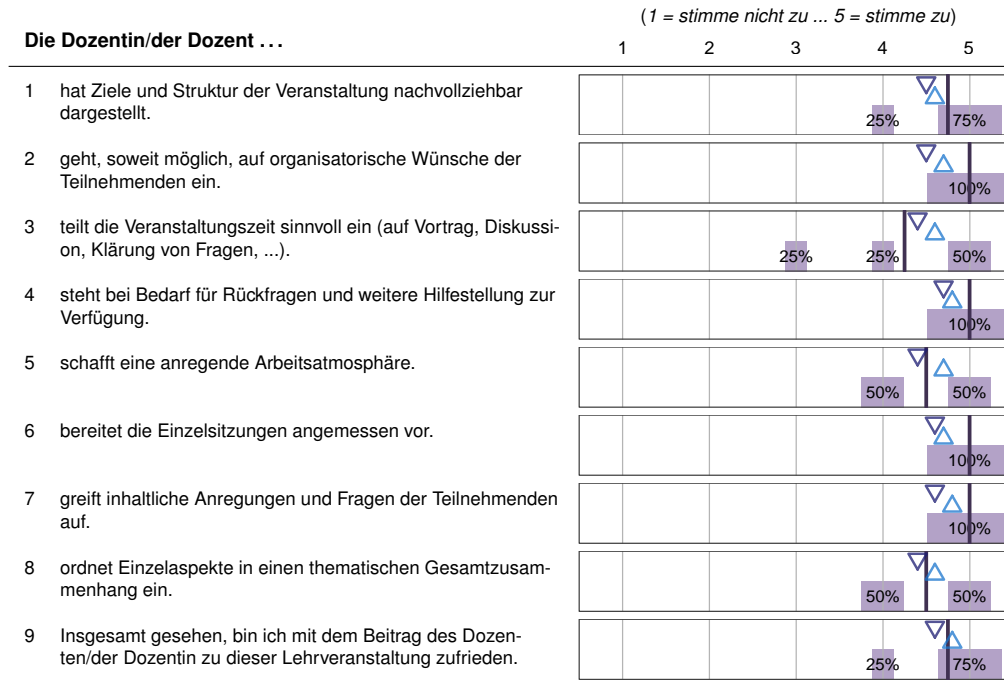 (1 = stimme nicht zu ... 5 = stimme zu)
Die Dozentin/der Dozent . . .
1 2 3 4 5
1 hat Ziele und Struktur der Veranstaltung nachvollziehbar
dargestellt.
25% 75%
2 geht, soweit möglich, auf organisatorische Wünsche der
Teilnehmenden ein.
100%
3 teilt die Veranstaltungszeit sinnvoll ein (auf Vortrag, Diskussi-
on, Klärung von Fragen, ...).
25% 25% 50%
4 steht bei Bedarf für Rückfragen und weitere Hilfestellung zur
Verfügung.
100%
5 schafft eine anregende Arbeitsatmosphäre.
50% 50%
6 bereitet die Einzelsitzungen angemessen vor.
100%
7 greift inhaltliche Anregungen und Fragen der Teilnehmenden
auf.
100%
8 ordnet Einzelaspekte in einen thematischen Gesamtzusam-
menhang ein.
50% 50%
9 Insgesamt gesehen, bin ich mit dem Beitrag des Dozen-
ten/der Dozentin zu dieser Lehrveranstaltung zufrieden.
25% 75%